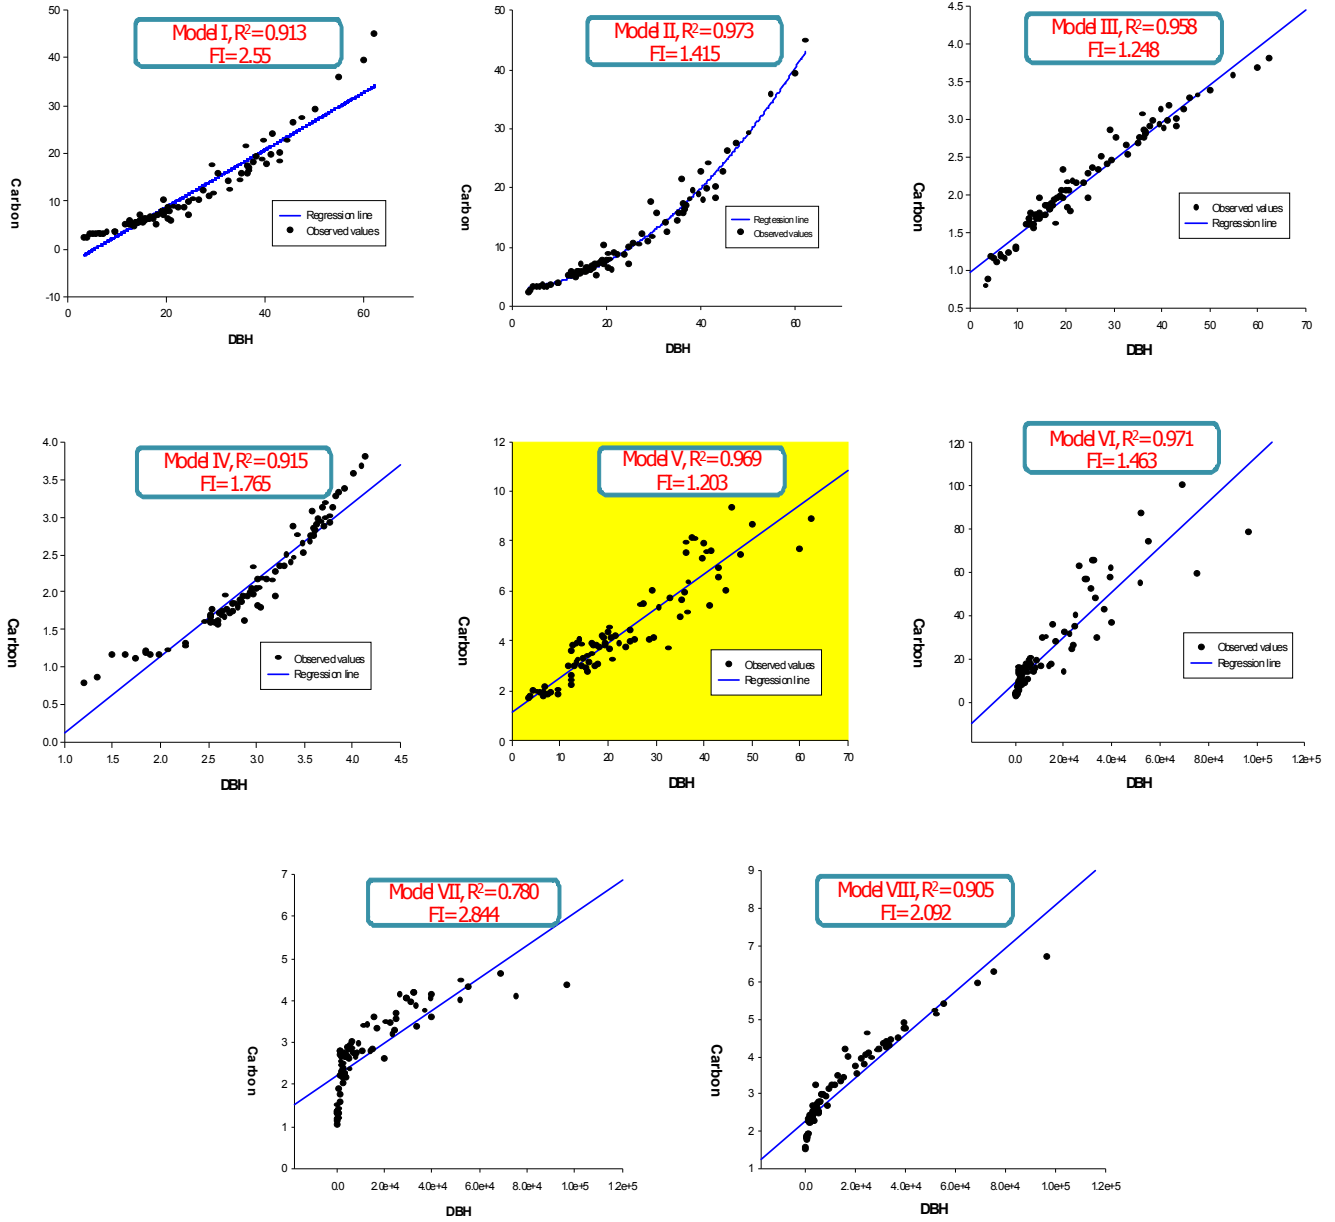 Model I, R²=0.913
FI=2.55
50
40
30
20
10
0
-10
0 20 40 60
Carbon
DBH
Regression line
Observed values
Model II, R²=0.973
FI=1.415
50
40
30
20
10
0
0 20 40 60
Carbon
DBH
Regression line
Observed values
Model III, R²=0.958
FI=1.248
4.5
4.0
3.5
3.0
2.5
2.0
1.5
1.0
0.5
0 10 20 30 40 50 60 70
Carbon
DBH
Observed values
Regression line
Model IV, R²=0.915
FI=1.765
4.0
3.5
3.0
2.5
2.0
1.5
1.0
0.5
0.0
1.0 1.5 2.0 2.5 3.0 3.5 4.0 4.5
Carbon
DBH
Observed values
Regression line
Model V, R²=0.969
FI=1.203
12
10
8
6
4
2
0
0 10 20 30 40 50 60 70
Carbon
DBH
Observed values
Regression line
Model VI, R²=0.971
FI=1.463
120
100
80
60
40
20
0
0.0 2.0e+4 4.0e+4 6.0e+4 8.0e+4 1.0e+5 1.2e+5
Carbon
DBH
Observed values
Regression line
Model VII, R²=0.780
FI=2.844
7
6
5
4
3
2
1
0
0.0 2.0e+4 4.0e+4 6.0e+4 8.0e+4 1.0e+5 1.2e+5
Carbon
DBH
Model VIII, R²=0.905
FI=2.092
9
8
7
6
5
4
3
2
1
0.0 2.0e+4 4.0e+4 6.0e+4 8.0e+4 1.0e+5 1.2e+5
Carbon
DBH